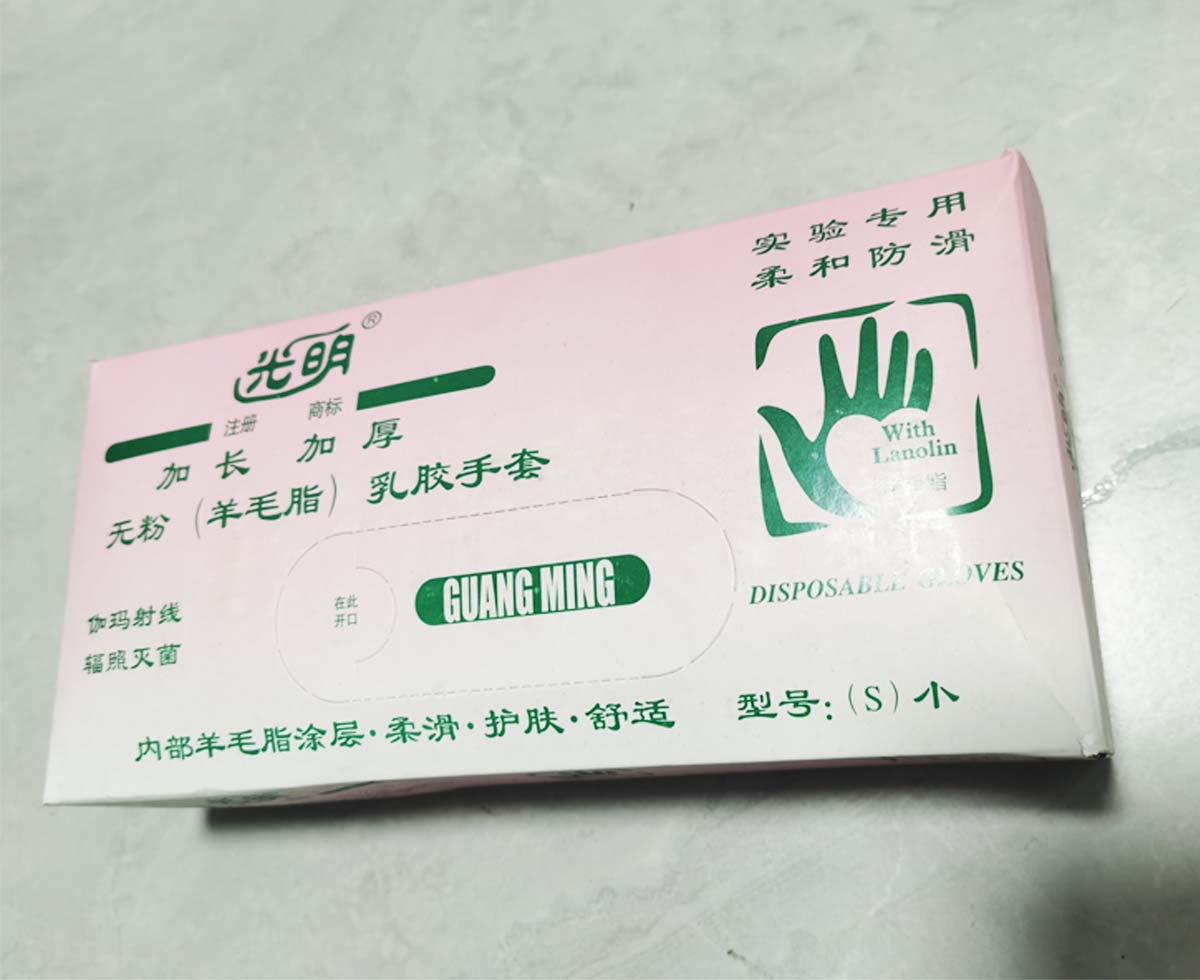 实验专用
柔和防滑
光明®
注册 商标
加长 加厚
无粉（羊毛脂）乳胶手套
With
Lanolin
在此
开口
GUANG MING
DISPOSABLE GLOVES
伽玛射线
辐照灭菌
内部羊毛脂涂层·柔滑·护肤·舒适
型号:(S)小